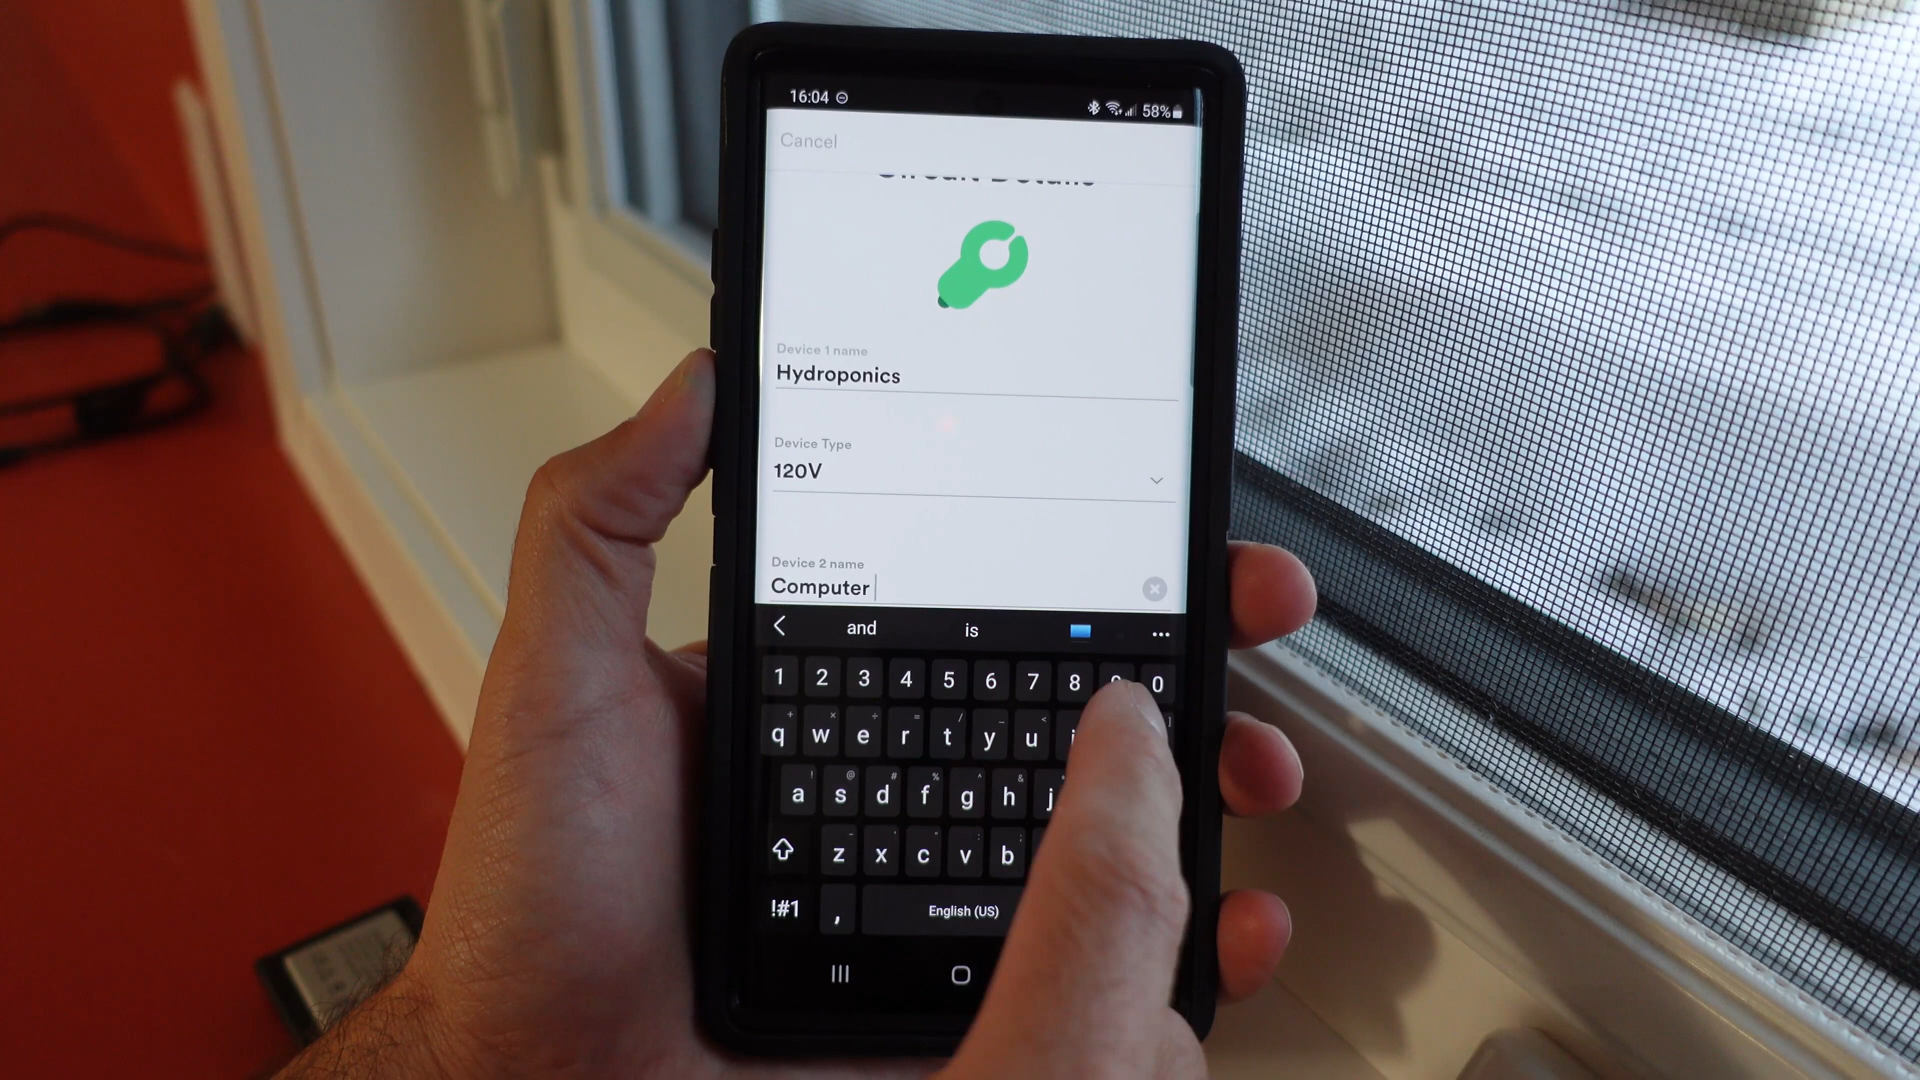 16:04
58%
Cancel
Circuit Details
Device 1 name
Hydroponics
Device Type
120V
Device 2 name
Computer
and is
1 2 3 4 5 6 7 8 0
q w e r t y u
a s d f g h j
z x c v b
!#1 , English (US)